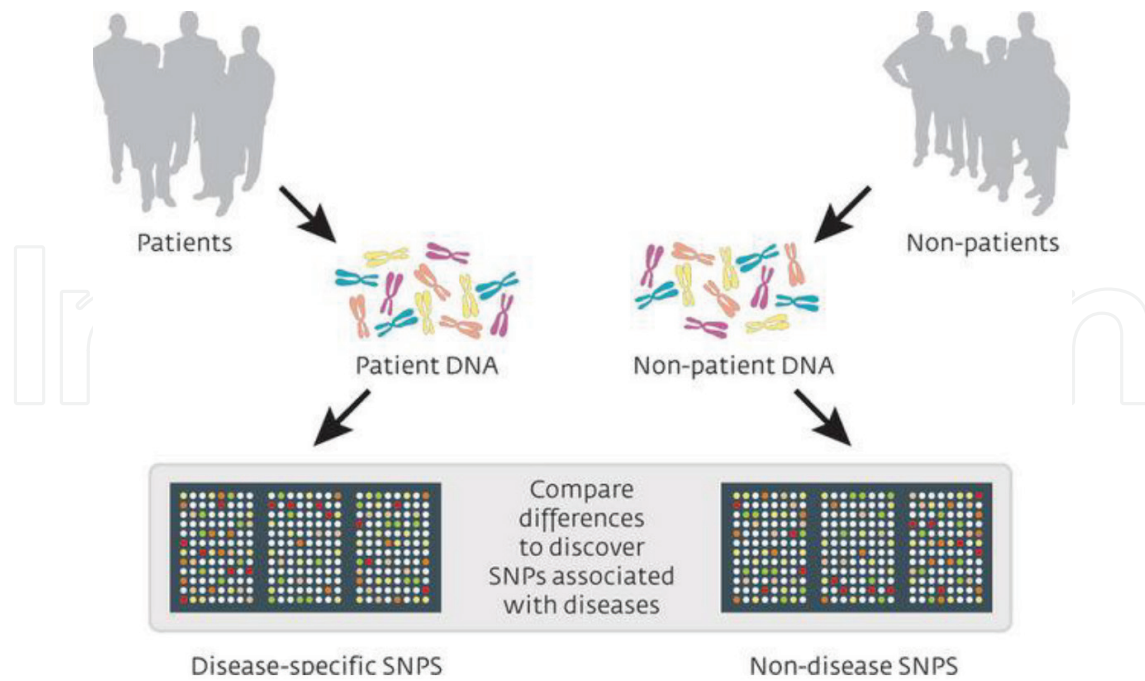 Patients
Non-patients
Patient DNA
Non-patient DNA
Compare
differences
to discover
SNPs associated
with diseases
Disease-specific SNPS
Non-disease SNPS